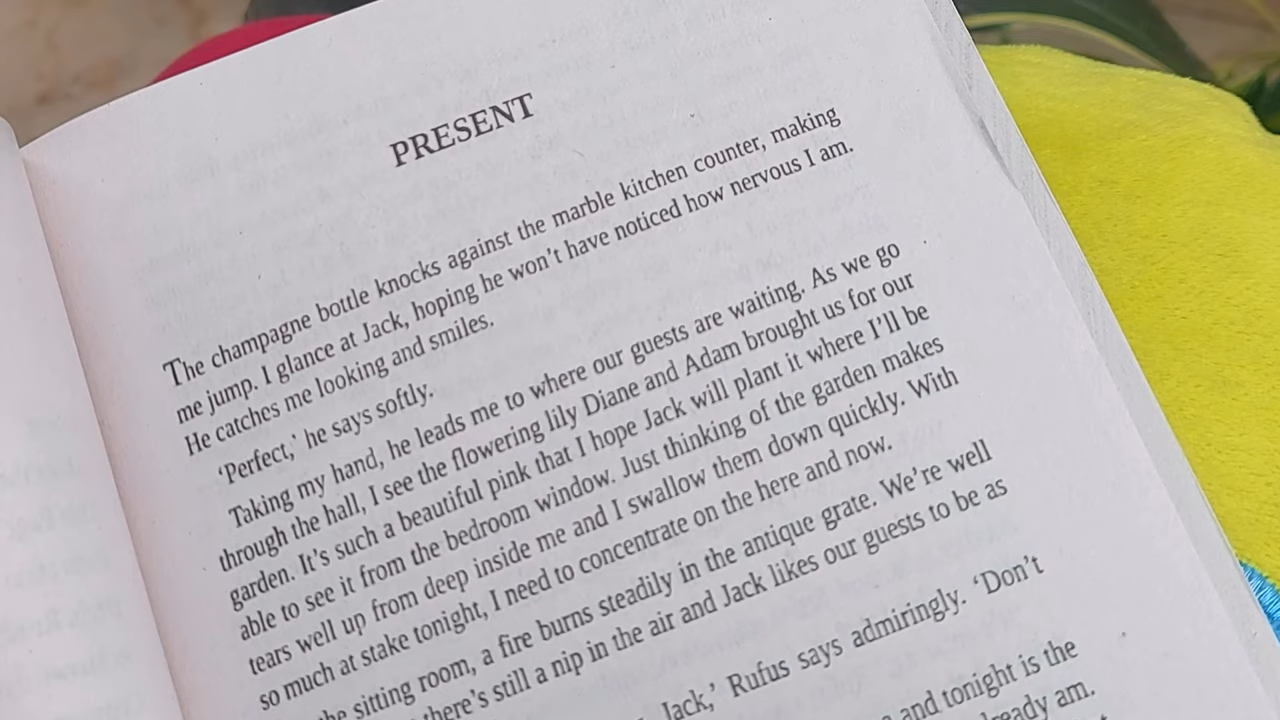 PRESENT
The champagne bottle knocks against the marble kitchen counter, making
me jump. I glance at Jack, hoping he won't have noticed how nervous I am.
He catches me looking and smiles.
'Perfect,' he says softly.
Taking my hand, he leads me to where our guests are waiting. As we go
through the hall, I see the flowering lily Diane and Adam brought us for our
garden. It's such a beautiful pink that I hope Jack will plant it where I'll be
able to see it from the bedroom window. Just thinking of the garden makes
tears well up from deep inside me and I swallow them down quickly. With
so much at stake tonight, I need to concentrate on the here and now.
the sitting room, a fire burns steadily in the antique grate. We're well
there's still a nip in the air and Jack likes our guests to be as
Jack,' Rufus says admiringly. 'Don't
and tonight is the
already am.